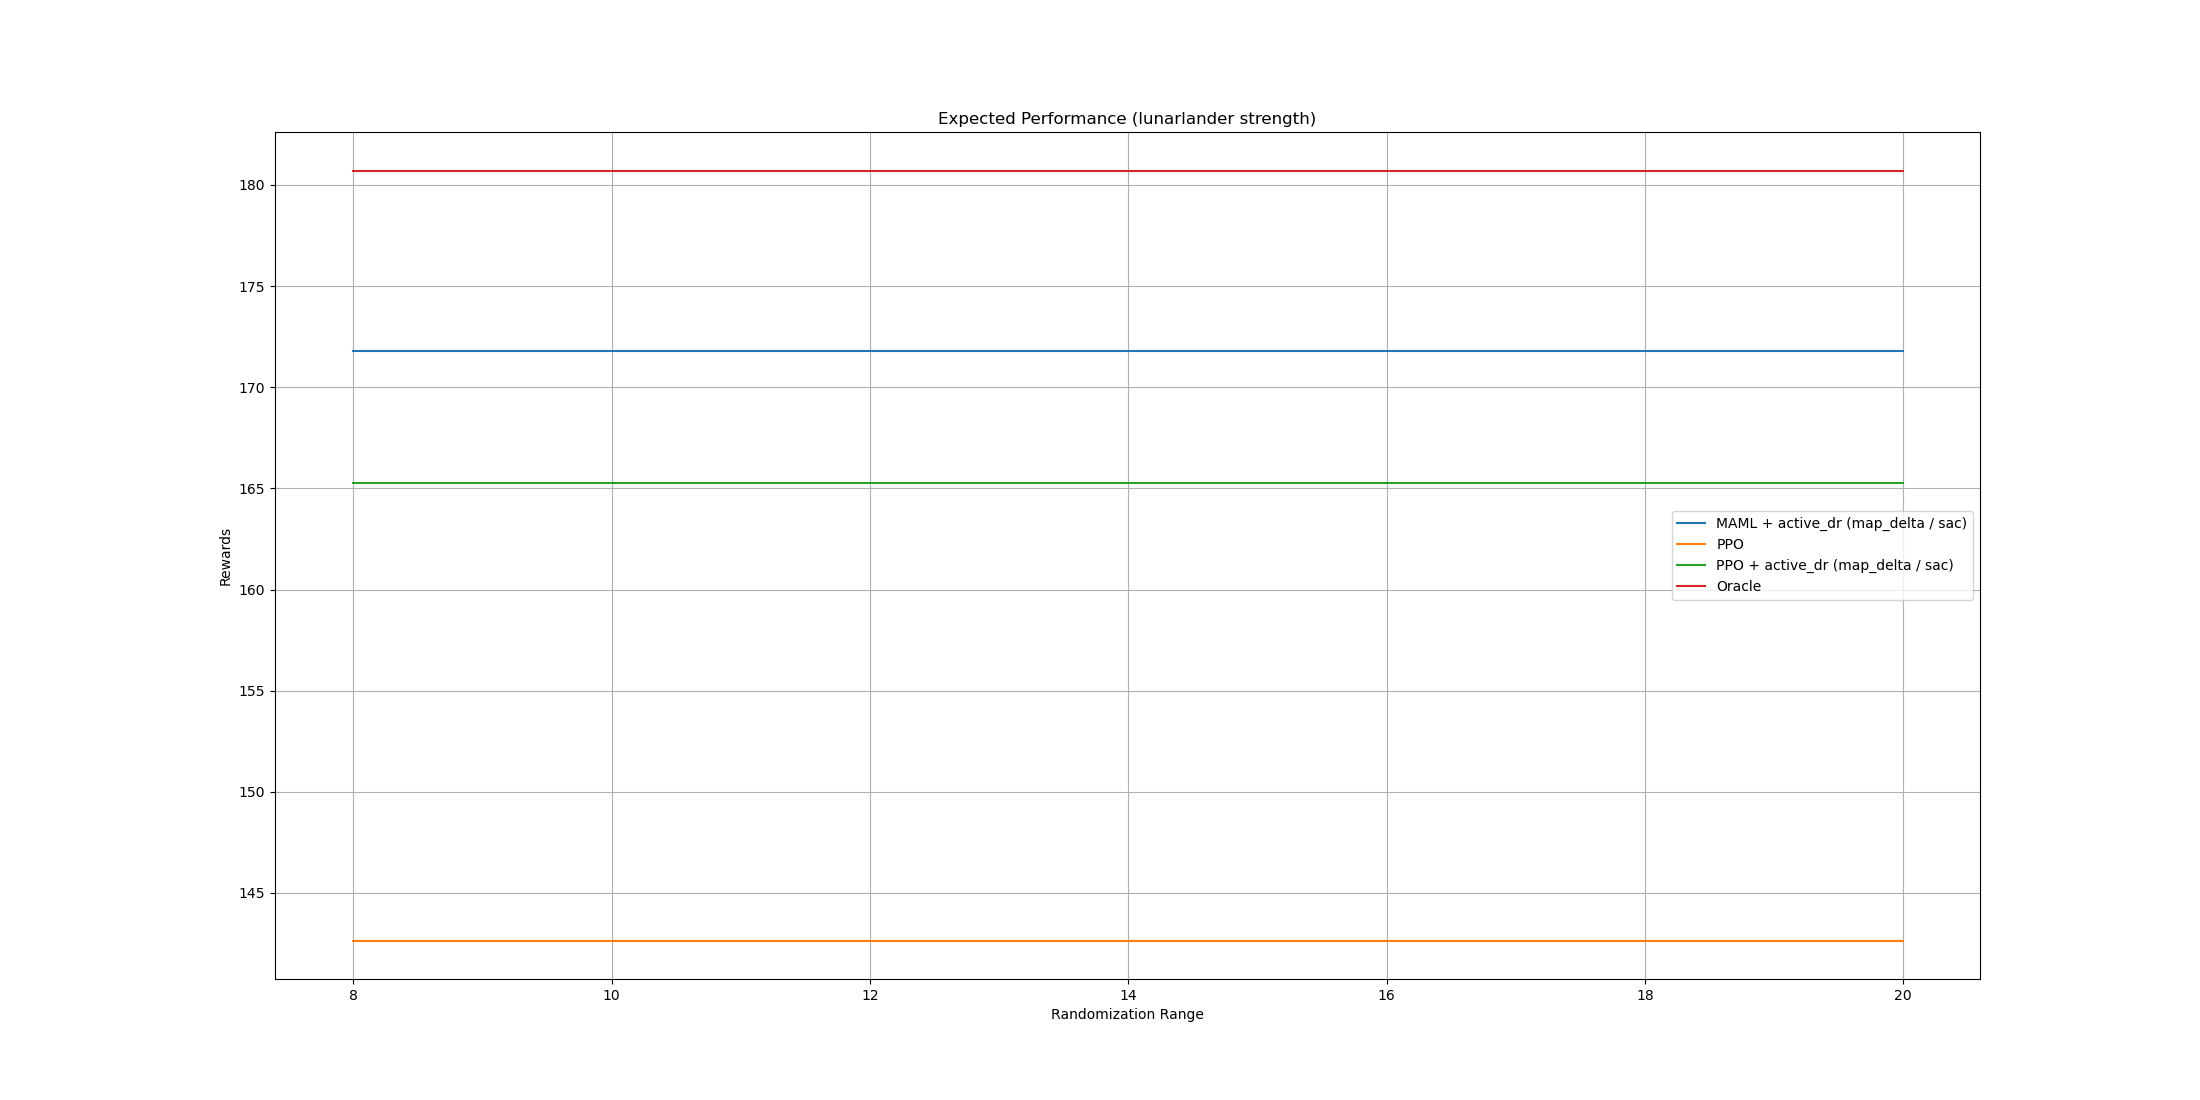 Expected Performance (lunarlander strength)
180
175
170
165
160
155
150
145
Rewards
MAML + active_dr (map_delta / sac)
PPO
PPO + active_dr (map_delta / sac)
Oracle
8 10 12 14 16 18 20
Randomization Range